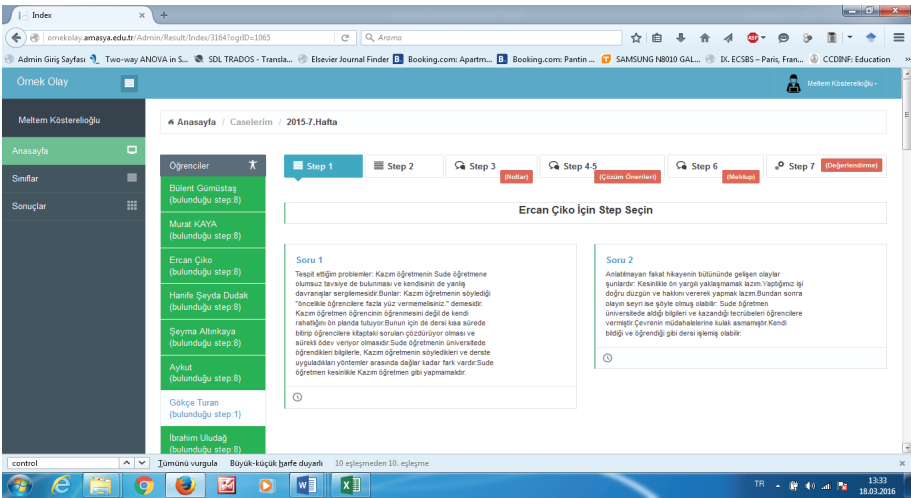 Index
ornekolay.amasya.edu.tr/Admin/Result/Index/3164?ogrID=1065
Arama
Admin Giriş Sayfası Two-way ANOVA in S... SDL TRADOS - Transla... Elsevier Journal Finder Booking.com: Apartm... Booking.com: Pantin ... SAMSUNG N8010 GAL... IX. ECSBS – Paris, Fran... CCDINF: Education
Örnek Olay
Meltem Köstereliоğlu
Meltem Köstereliоğlu
Anasayfa / Caselerim / 2015-7.Hafta
Anasayfa
Sınıflar
Sonuçlar
Öğrenciler
Bülent Gümüştaş
(bulunduğu step:8)
Murat KAYA
(bulunduğu step:8)
Ercan Çiko
(bulunduğu step:8)
Hanife Şeyda Dudak
(bulunduğu step:8)
Şeyma Altınkaya
(bulunduğu step:8)
Aykut
(bulunduğu step:8)
Gökçe Turan
(bulunduğu step:1)
İbrahim Uludağ
(bulunduğu step:8)
Step 1
Step 2
Step 3 (Notlar)
Step 4-5 (Çözüm Önerileri)
Step 6 (Mektup)
Step 7 (Değerlendirme)
Ercan Çiko İçin Step Seçin
Soru 1
Tespit ettiğim problemler: Kazım öğretmenin Sude öğretmene
olumsuz tavsiye de bulunması ve kendisinin de yanlış
davranışlar sergilemesidir.Bunlar: Kazım öğretmenin söylediği
"öncelikle öğrencilere fazla yüz vermemelisiniz." demesidir.
Kazım öğretmen öğrencinin öğrenmesini değil de kendi
rahatlığını ön planda tutuyor.Bunun için de dersi kısa sürede
bitirip öğrencilere kitaptaki soruları çözdürüyor olması ve
sürekli ödev veriyor olmasıdır.Sude öğretmenin üniversitede
öğrendikleri bilgilerle, Kazım öğretmenin söyledikleri ve derste
uyguladıkları yöntemler arasında dağlar kadar fark vardır.Sude
öğretmen kesinlikle Kazım öğretmen gibi yapmamalıdır.
Soru 2
Anlatılmayan fakat hikayenin bütününde gelişen olaylar
şunlardır: Kesinlikle ön yargılı yaklaşmamak lazım.Yaptığımız işi
doğru düzgün ve hakkını vererek yapmak lazım.Bundan sonra
olayın seyri ise şöyle olmuş olabilir: Sude öğretmen
üniversitede aldığı bilgileri ve kazandığı tecrübeleri öğrencilere
vermiştir.Çevrenin müdahalelerine kulak asmamıştır.Kendi
bildiği ve öğrendiği gibi dersi işlemiş olabilir.
control
Tümünü vurgula Büyük-küçük harfe duyarlı 10 eşleşmeden 10. eşleşme
TR
13:33
18.03.2016